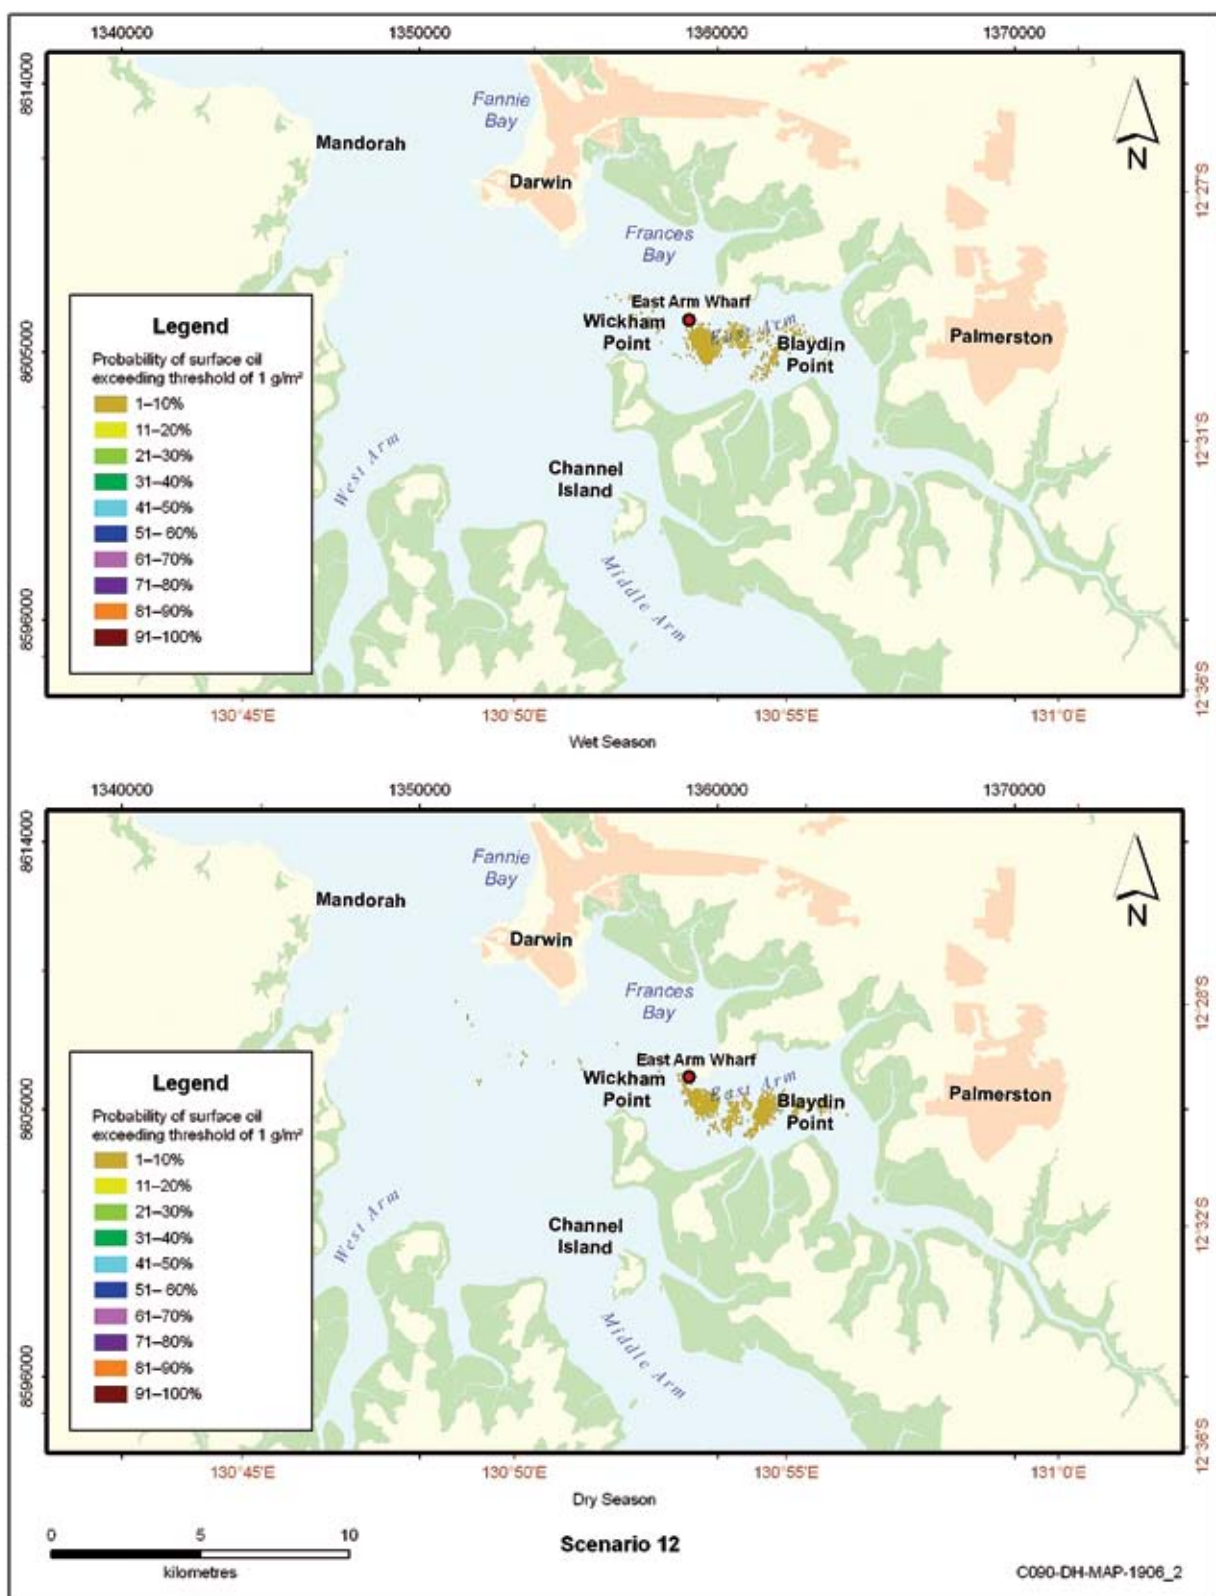 1340000 1350000 1360000 1370000
8614000
Fannie
Bay
Mandorah
N
Darwin
12°27'S
Frances
Bay
East Arm Wharf
Wickham
Point
East Arm
Blaydin
Point
Palmerston
8605000
Legend
Probability of surface oil
exceeding threshold of 1 g/m²
1–10%
11–20%
21–30%
31–40%
41–50%
51– 60%
61–70%
71–80%
81–90%
91–100%
12°31'S
West Arm
Channel
Island
Middle Arm
8596000
12°36'S
130°45'E 130°50'E 130°55'E 131°0'E
Wet Season
1340000 1350000 1360000 1370000
8614000
Fannie
Bay
Mandorah
N
Darwin
Frances
Bay
12°28'S
East Arm Wharf
Wickham
Point
East Arm
Blaydin
Point
Palmerston
8605000
Legend
Probability of surface oil
exceeding threshold of 1 g/m²
1–10%
11–20%
21–30%
31–40%
41–50%
51– 60%
61–70%
71–80%
81–90%
91–100%
12°32'S
West Arm
Channel
Island
Middle Arm
8596000
12°36'S
130°45'E 130°50'E 130°55'E 131°0'E
Dry Season
0 5 10
kilometres
Scenario 12
C090-DH-MAP-1906_2